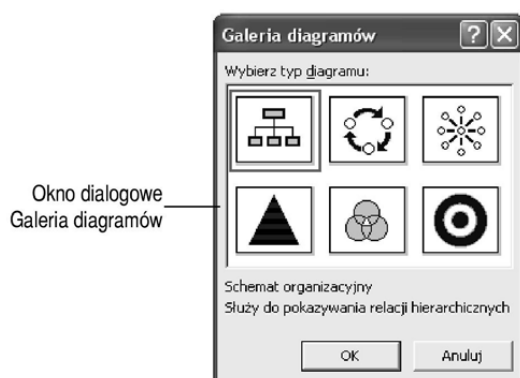 Galeria diagramów
Wybierz typ diagramu:
Okno dialogowe
Galeria diagramów
Schemat organizacyjny
Służy do pokazywania relacji hierarchicznych
OK
Anuluj